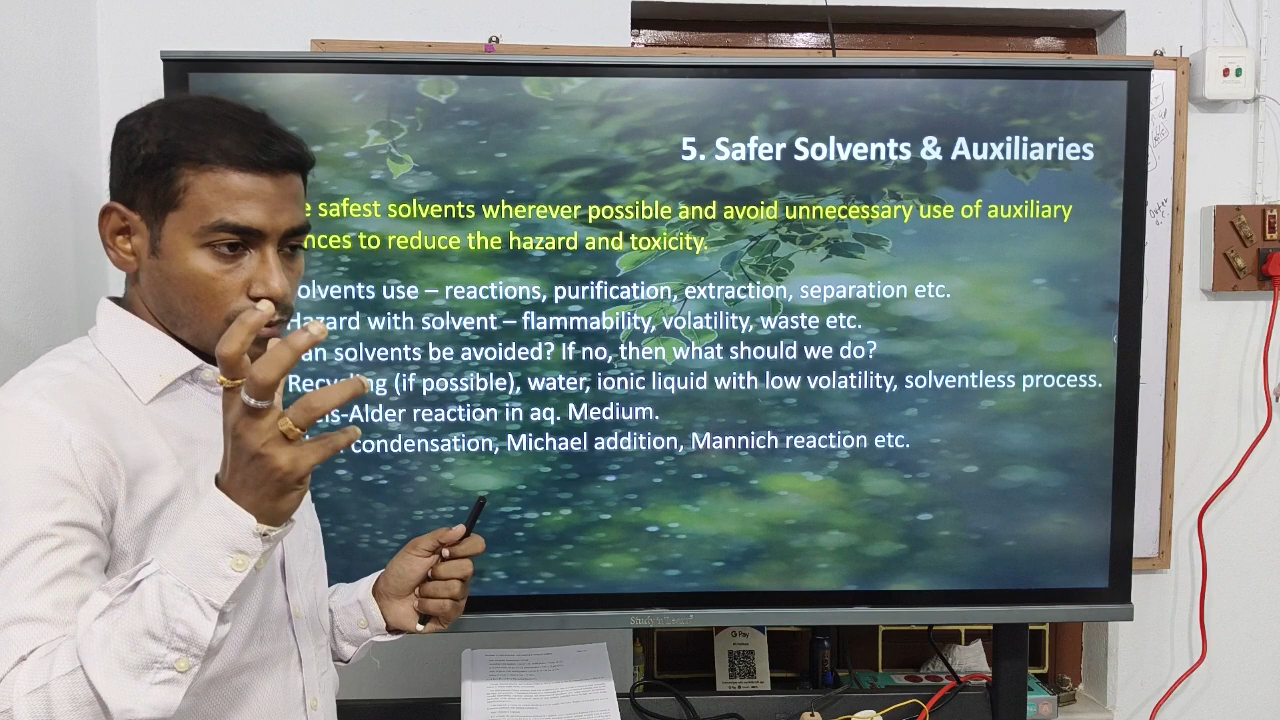 5. Safer Solvents & Auxiliaries
e safest solvents wherever possible and avoid unnecessary use of auxiliary
nces to reduce the hazard and toxicity.
olvents use – reactions, purification, extraction, separation etc.
Hazard with solvent – flammability, volatility, waste etc.
an solvents be avoided? If no, then what should we do?
Recycling (if possible), water, ionic liquid with low volatility, solventless process.
els-Alder reaction in aq. Medium.
condensation, Michael addition, Mannich reaction etc.
G Pay